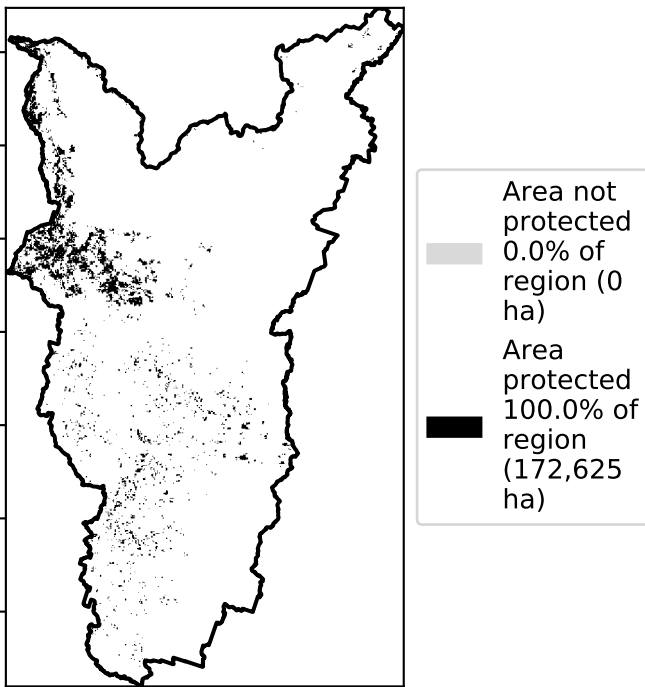 Area not
protected
0.0% of
region (0
ha)
Area
protected
100.0% of
region
(172,625
ha)